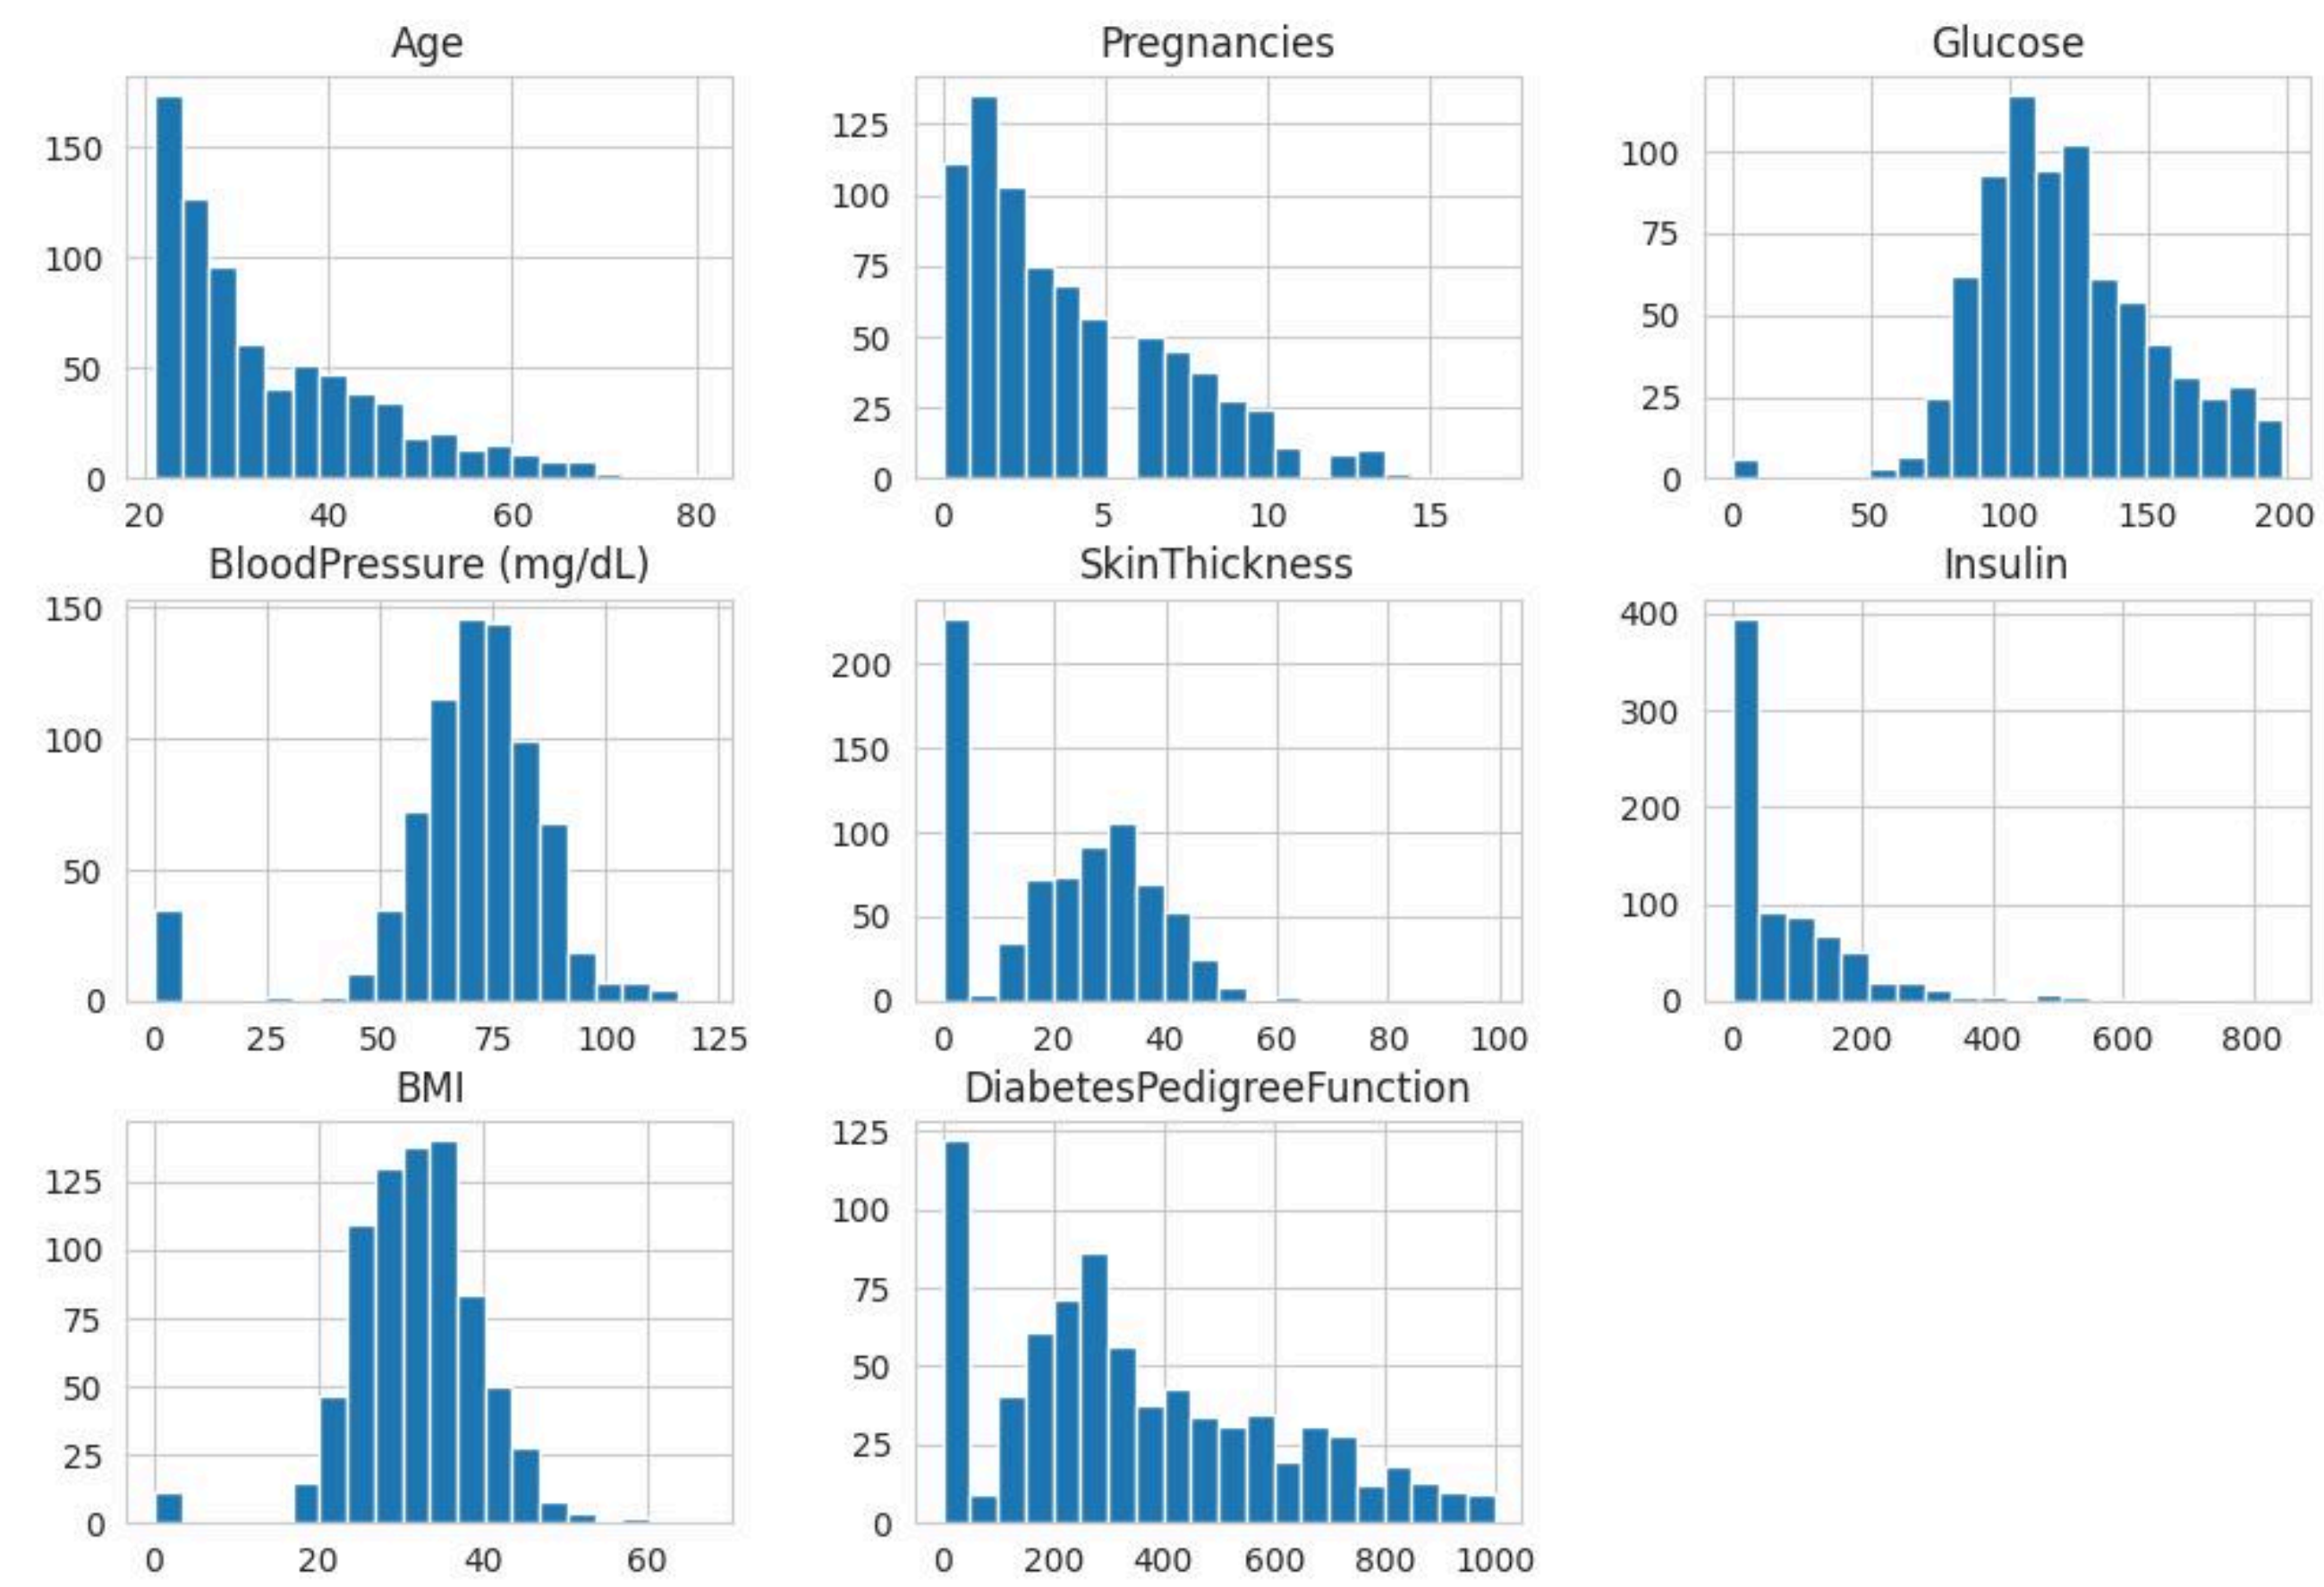 Age
150
100
50
0
20 40 60 80
Pregnancies
125
100
75
50
25
0
0 5 10 15
Glucose
100
75
50
25
0
0 50 100 150 200
BloodPressure (mg/dL)
150
100
50
0
0 25 50 75 100 125
SkinThickness
200
150
100
50
0
0 20 40 60 80 100
Insulin
400
300
200
100
0
0 200 400 600 800
BMI
125
100
75
50
25
0
0 20 40 60
DiabetesPedigreeFunction
125
100
75
50
25
0
0 200 400 600 800 1000